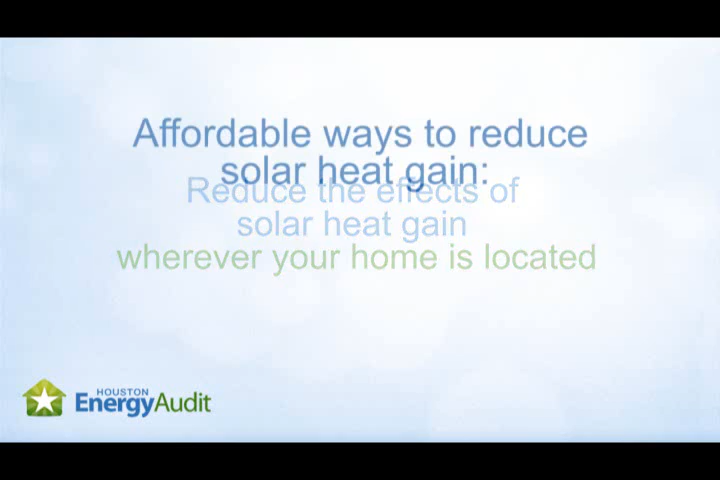 Affordable ways to reduce
solar heat gain:
Reduce the effects of
solar heat gain
wherever your home is located
HOUSTON
EnergyAudit